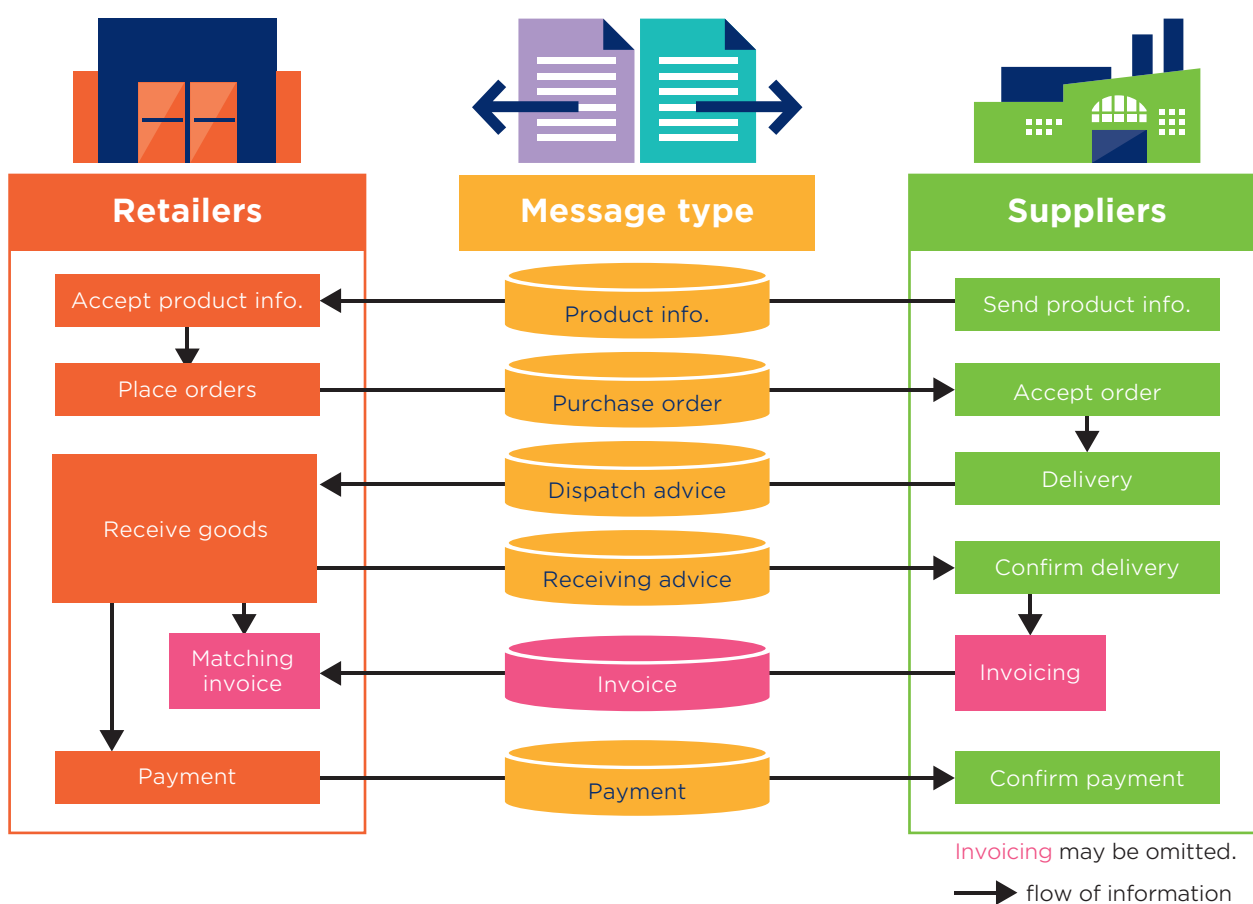 Retailers
Message type
Suppliers
Accept product info.
Product info.
Send product info.
Place orders
Purchase order
Accept order
Receive goods
Dispatch advice
Delivery
Receiving advice
Confirm delivery
Matching
invoice
Invoice
Invoicing
Payment
Payment
Confirm payment
Invoicing may be omitted.
flow of information